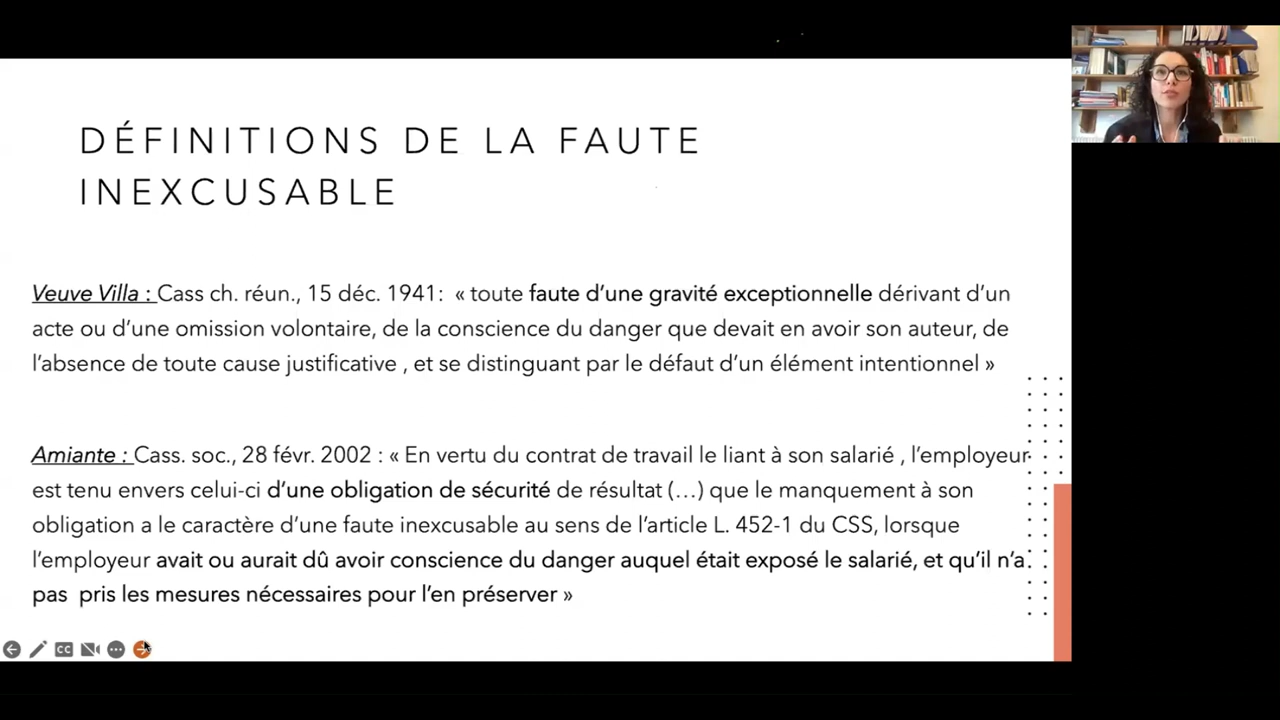 DÉFINITIONS DE LA FAUTE
INEXCUSABLE
Veuve Villa : Cass ch. réun., 15 déc. 1941: « toute faute d’une gravité exceptionnelle dérivant d’un
acte ou d’une omission volontaire, de la conscience du danger que devait en avoir son auteur, de
l’absence de toute cause justificative , et se distinguant par le défaut d’un élément intentionnel »
Amiante : Cass. soc., 28 févr. 2002 : « En vertu du contrat de travail le liant à son salarié , l’employeur
est tenu envers celui-ci d’une obligation de sécurité de résultat (…) que le manquement à son
obligation a le caractère d’une faute inexcusable au sens de l’article L. 452-1 du CSS, lorsque
l’employeur avait ou aurait dû avoir conscience du danger auquel était exposé le salarié, et qu’il n’a
pas pris les mesures nécessaires pour l’en préserver »
CC